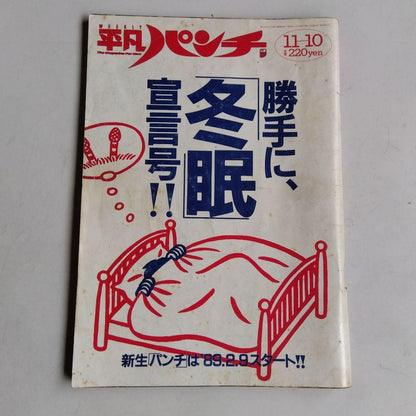 WEEKLY
平凡パンチ
11-10
220yen
勝手に、
「冬眠」
宣言号!!
新生「パンチ」は'89.2.9スタート!!